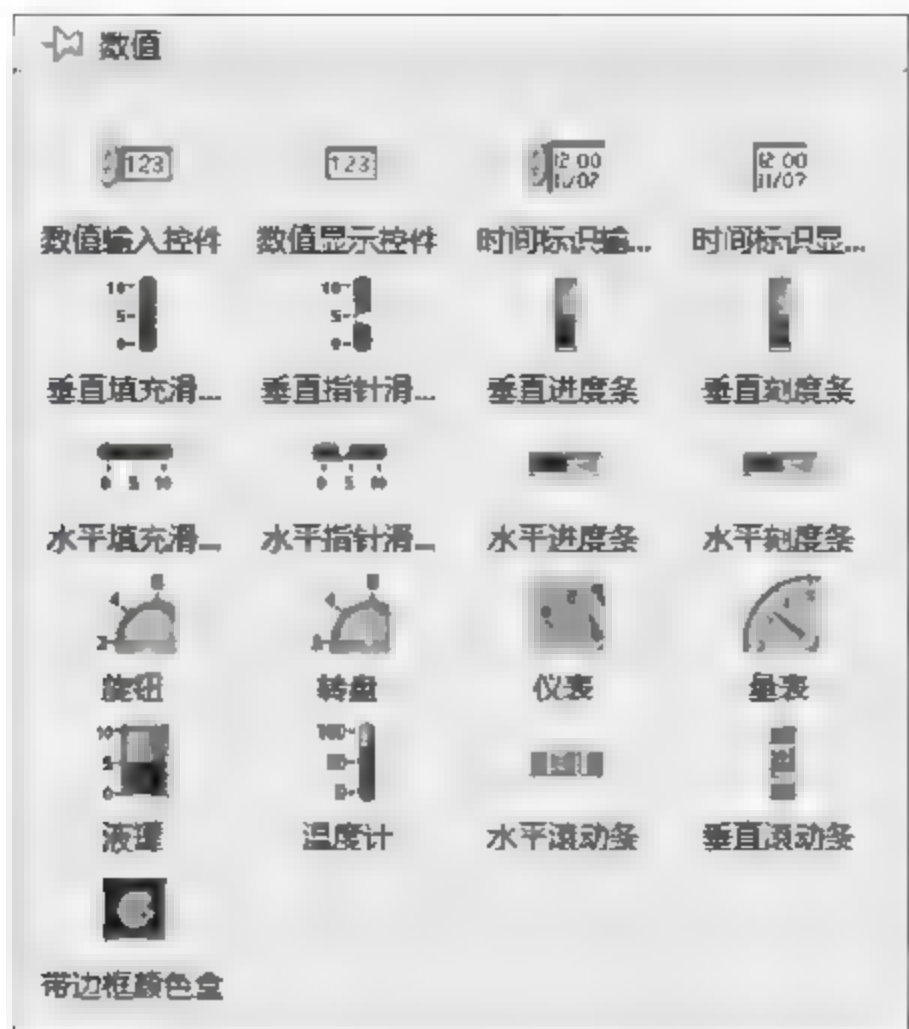 数值
123 123 12:00 12:00
数值输入控件 数值显示控件 时间标识输... 时间标识显...
10 10
5 5
0 0
垂直填充滑... 垂直指针滑... 垂直进度条 垂直刻度条
0 5 10 0 5 10
水平填充滑... 水平指针滑... 水平进度条 水平刻度条
旋钮 转盘 仪表 量表
10 100
5
0
液罐 温度计 水平滚动条 垂直滚动条
带边框颜色盒